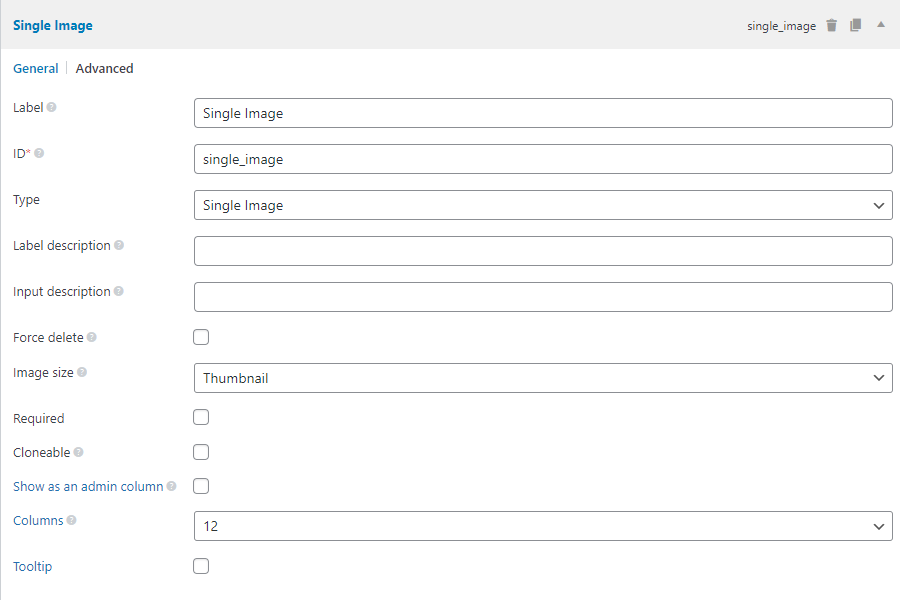 Single Image single_image
General Advanced
Label Single Image
ID* single_image
Type Single Image
Label description
Input description
Force delete
Image size Thumbnail
Required
Cloneable
Show as an admin column
Columns 12
Tooltip